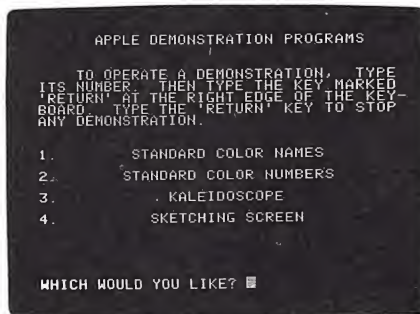 APPLE DEMONSTRATION PROGRAMS
TO OPERATE A DEMONSTRATION, TYPE
ITS NUMBER. THEN TYPE THE KEY MARKED
'RETURN' AT THE RIGHT EDGE OF THE KEY-
BOARD. TYPE THE 'RETURN' KEY TO STOP
ANY DEMONSTRATION.
1. STANDARD COLOR NAMES
2. STANDARD COLOR NUMBERS
3. KALEIDOSCOPE
4. SKETCHING SCREEN
WHICH WOULD YOU LIKE?